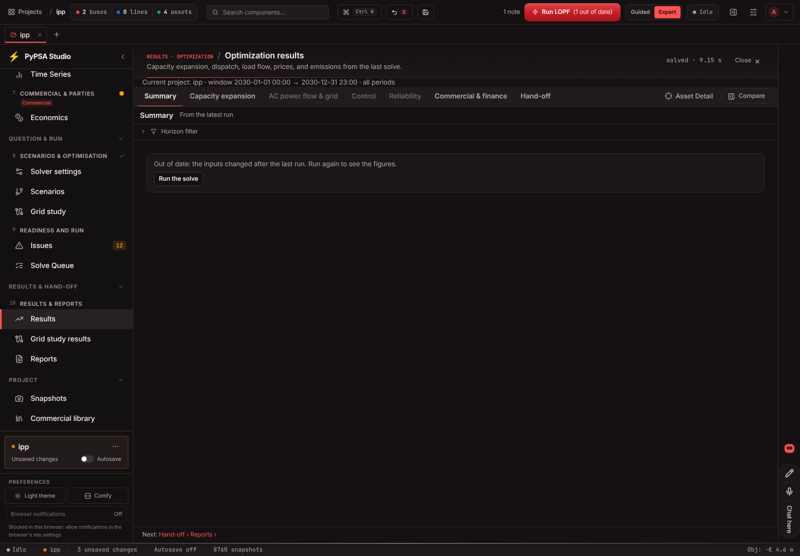 Projects / ipp 2 buses 0 lines 4 assets Search components... Ctrl K 3 1 note Run LOPF (1 out of date) Guided Expert Idle A
ipp × +
PyPSA Studio
Time Series
7 COMMERCIAL & PARTIES
Commercial
Economics
QUESTION & RUN
8 SCENARIOS & OPTIMISATION
Solver settings
Scenarios
Grid study
9 READINESS AND RUN
Issues 12
Solve Queue
RESULTS & HAND-OFF
10 RESULTS & REPORTS
Results
Grid study results
Reports
PROJECT
Snapshots
Commercial library
ipp ...
Unsaved changes Autosave
PREFERENCES
Light theme Comfy
Browser notifications Off
Blocked in this browser: allow notifications in the
browser's site settings
RESULTS · OPTIMIZATION / Optimization results
Capacity expansion, dispatch, load flow, prices, and emissions from the last solve.
solved · 9.15 s Close ×
Current project: ipp · window 2030-01-01 00:00 → 2030-12-31 23:00 · all periods
Summary Capacity expansion AC power flow & grid Control Reliability Commercial & finance Hand-off Asset Detail Compare
Summary From the latest run
Horizon filter
Out of date: the inputs changed after the last run. Run again to see the figures.
Run the solve
Next: Hand-off › Reports ›
Chat here
Idle ipp 3 unsaved changes Autosave off 8760 snapshots Obj: −€ 4.6 m